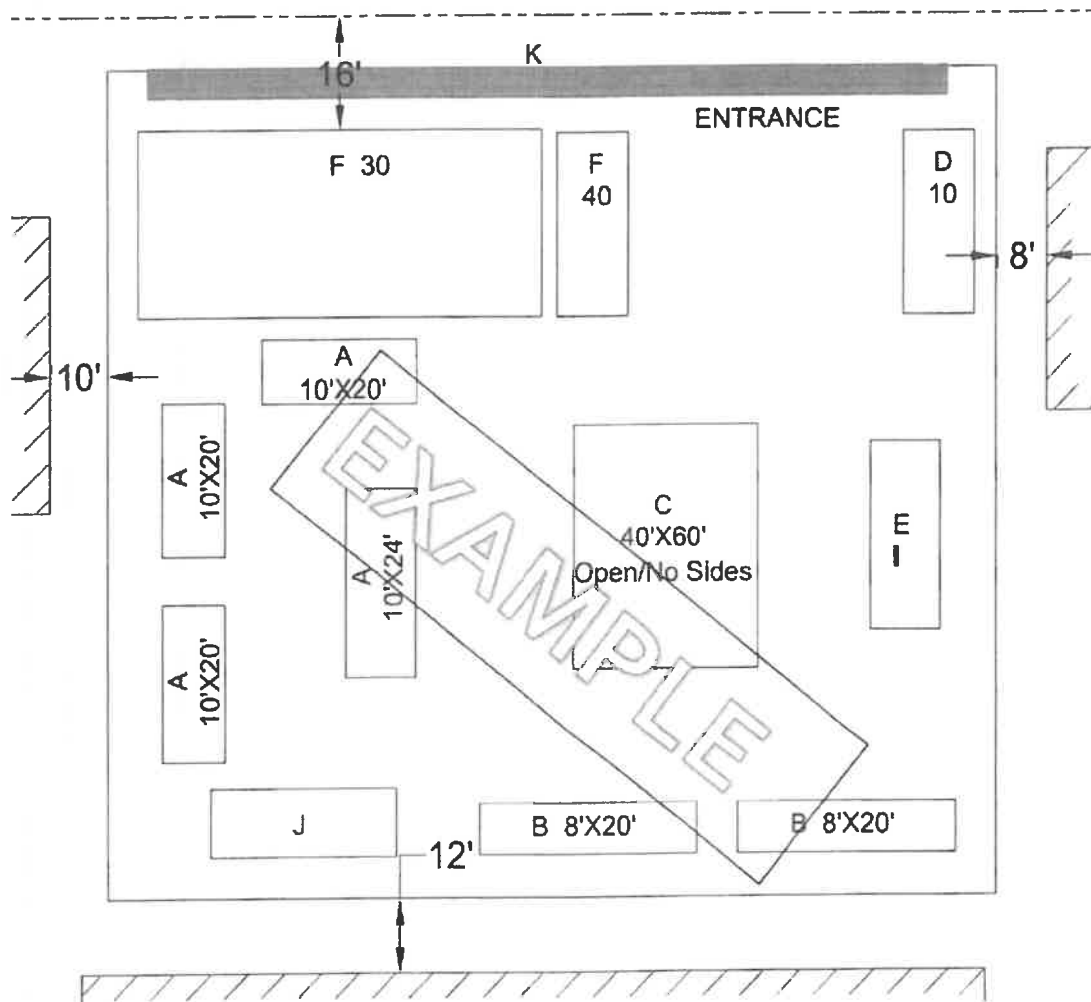 K
16'
ENTRANCE
F 30
F
40
D
10
8'
10'
A
10'X20'
A
10'X20'
EXAMPLE
C
40'X60'
Open/No Sides
E
A
10'X24'
A
10'X20'
J
B 8'X20'
B 8'X20'
12'